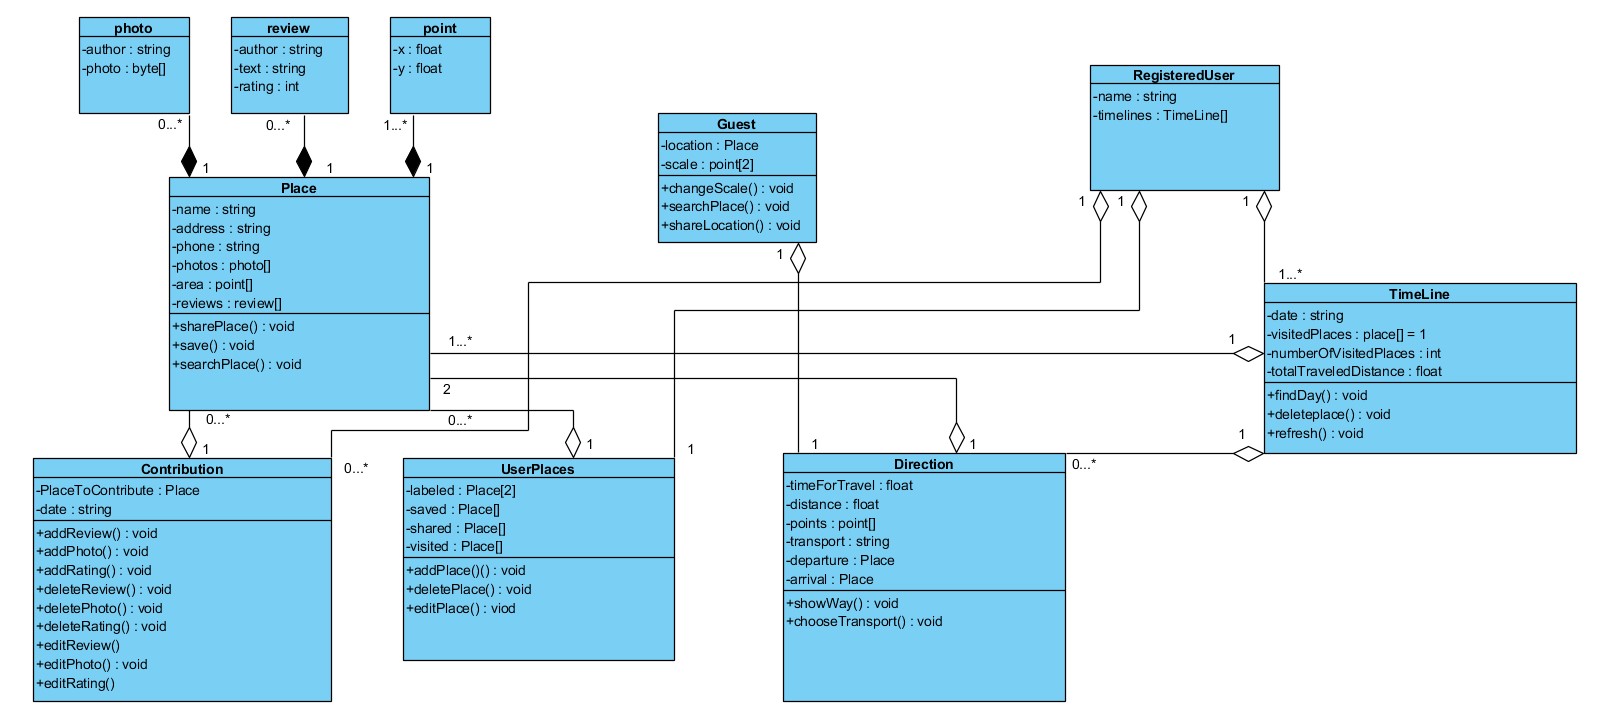 photo
-author : string
-photo : byte[]
review
-author : string
-text : string
-rating : int
point
-x : float
-y : float
0...*
0...*
1...*
1
1
1
Place
-name : string
-address : string
-phone : string
-photos : photo[]
-area : point[]
-reviews : review[]
+sharePlace() : void
+save() : void
+searchPlace() : void
Guest
-location : Place
-scale : point[2]
+changeScale() : void
+searchPlace() : void
+shareLocation() : void
RegisteredUser
-name : string
-timelines : TimeLine[]
1
1
1
1
1...*
TimeLine
-date : string
-visitedPlaces : place[] = 1
-numberOfVisitedPlaces : int
-totalTraveledDistance : float
+findDay() : void
+deleteplace() : void
+refresh() : void
1...*
1
2
0...*
0...*
1
1
0...*
1
1
1
0...*
1
Contribution
-PlaceToContribute : Place
-date : string
+addReview() : void
+addPhoto() : void
+addRating() : void
+deleteReview() : void
+deletePhoto() : void
+deleteRating() : void
+editReview()
+editPhoto() : void
+editRating()
UserPlaces
-labeled : Place[2]
-saved : Place[]
-shared : Place[]
-visited : Place[]
+addPlace()() : void
+deletePlace() : void
+editPlace() : viod
Direction
-timeForTravel : float
-distance : float
-points : point[]
-transport : string
-departure : Place
-arrival : Place
+showWay() : void
+chooseTransport() : void